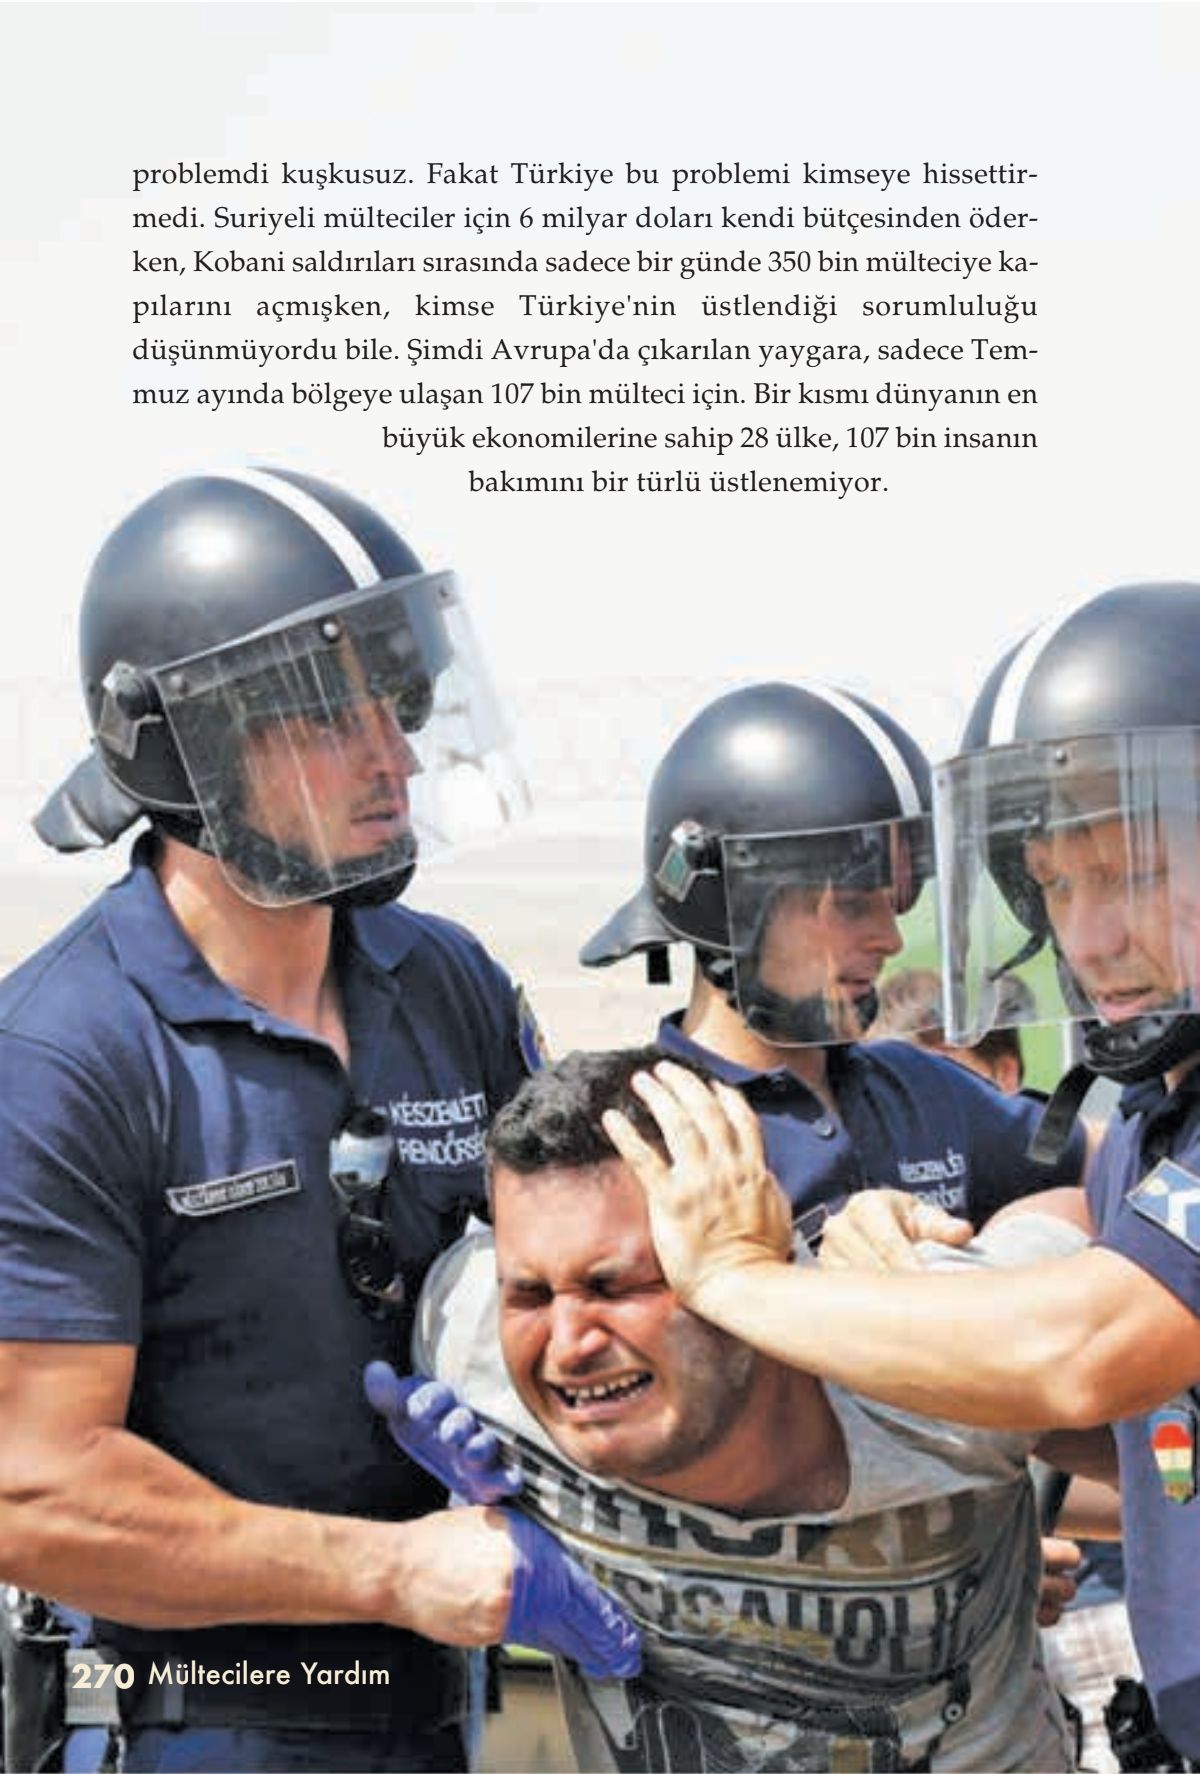 problemdi kuşkusuz. Fakat Türkiye bu problemi kimseye hissettir-
medi. Suriyeli mülteciler için 6 milyar doları kendi bütçesinden öder-
ken, Kobani saldırıları sırasında sadece bir günde 350 bin mülteciye ka-
pılarını açmışken, kimse Türkiye'nin üstlendiği sorumluluğu
düşünmüyordu bile. Şimdi Avrupa'da çıkarılan yaygara, sadece Tem-
muz ayında bölgeye ulaşan 107 bin mülteci için. Bir kısmı dünyanın en
büyük ekonomilerine sahip 28 ülke, 107 bin insanın
bakımını bir türlü üstlenemiyor.
KÉSZENLÉTI
RENDŐRSÉG
270 Mültecilere Yardım